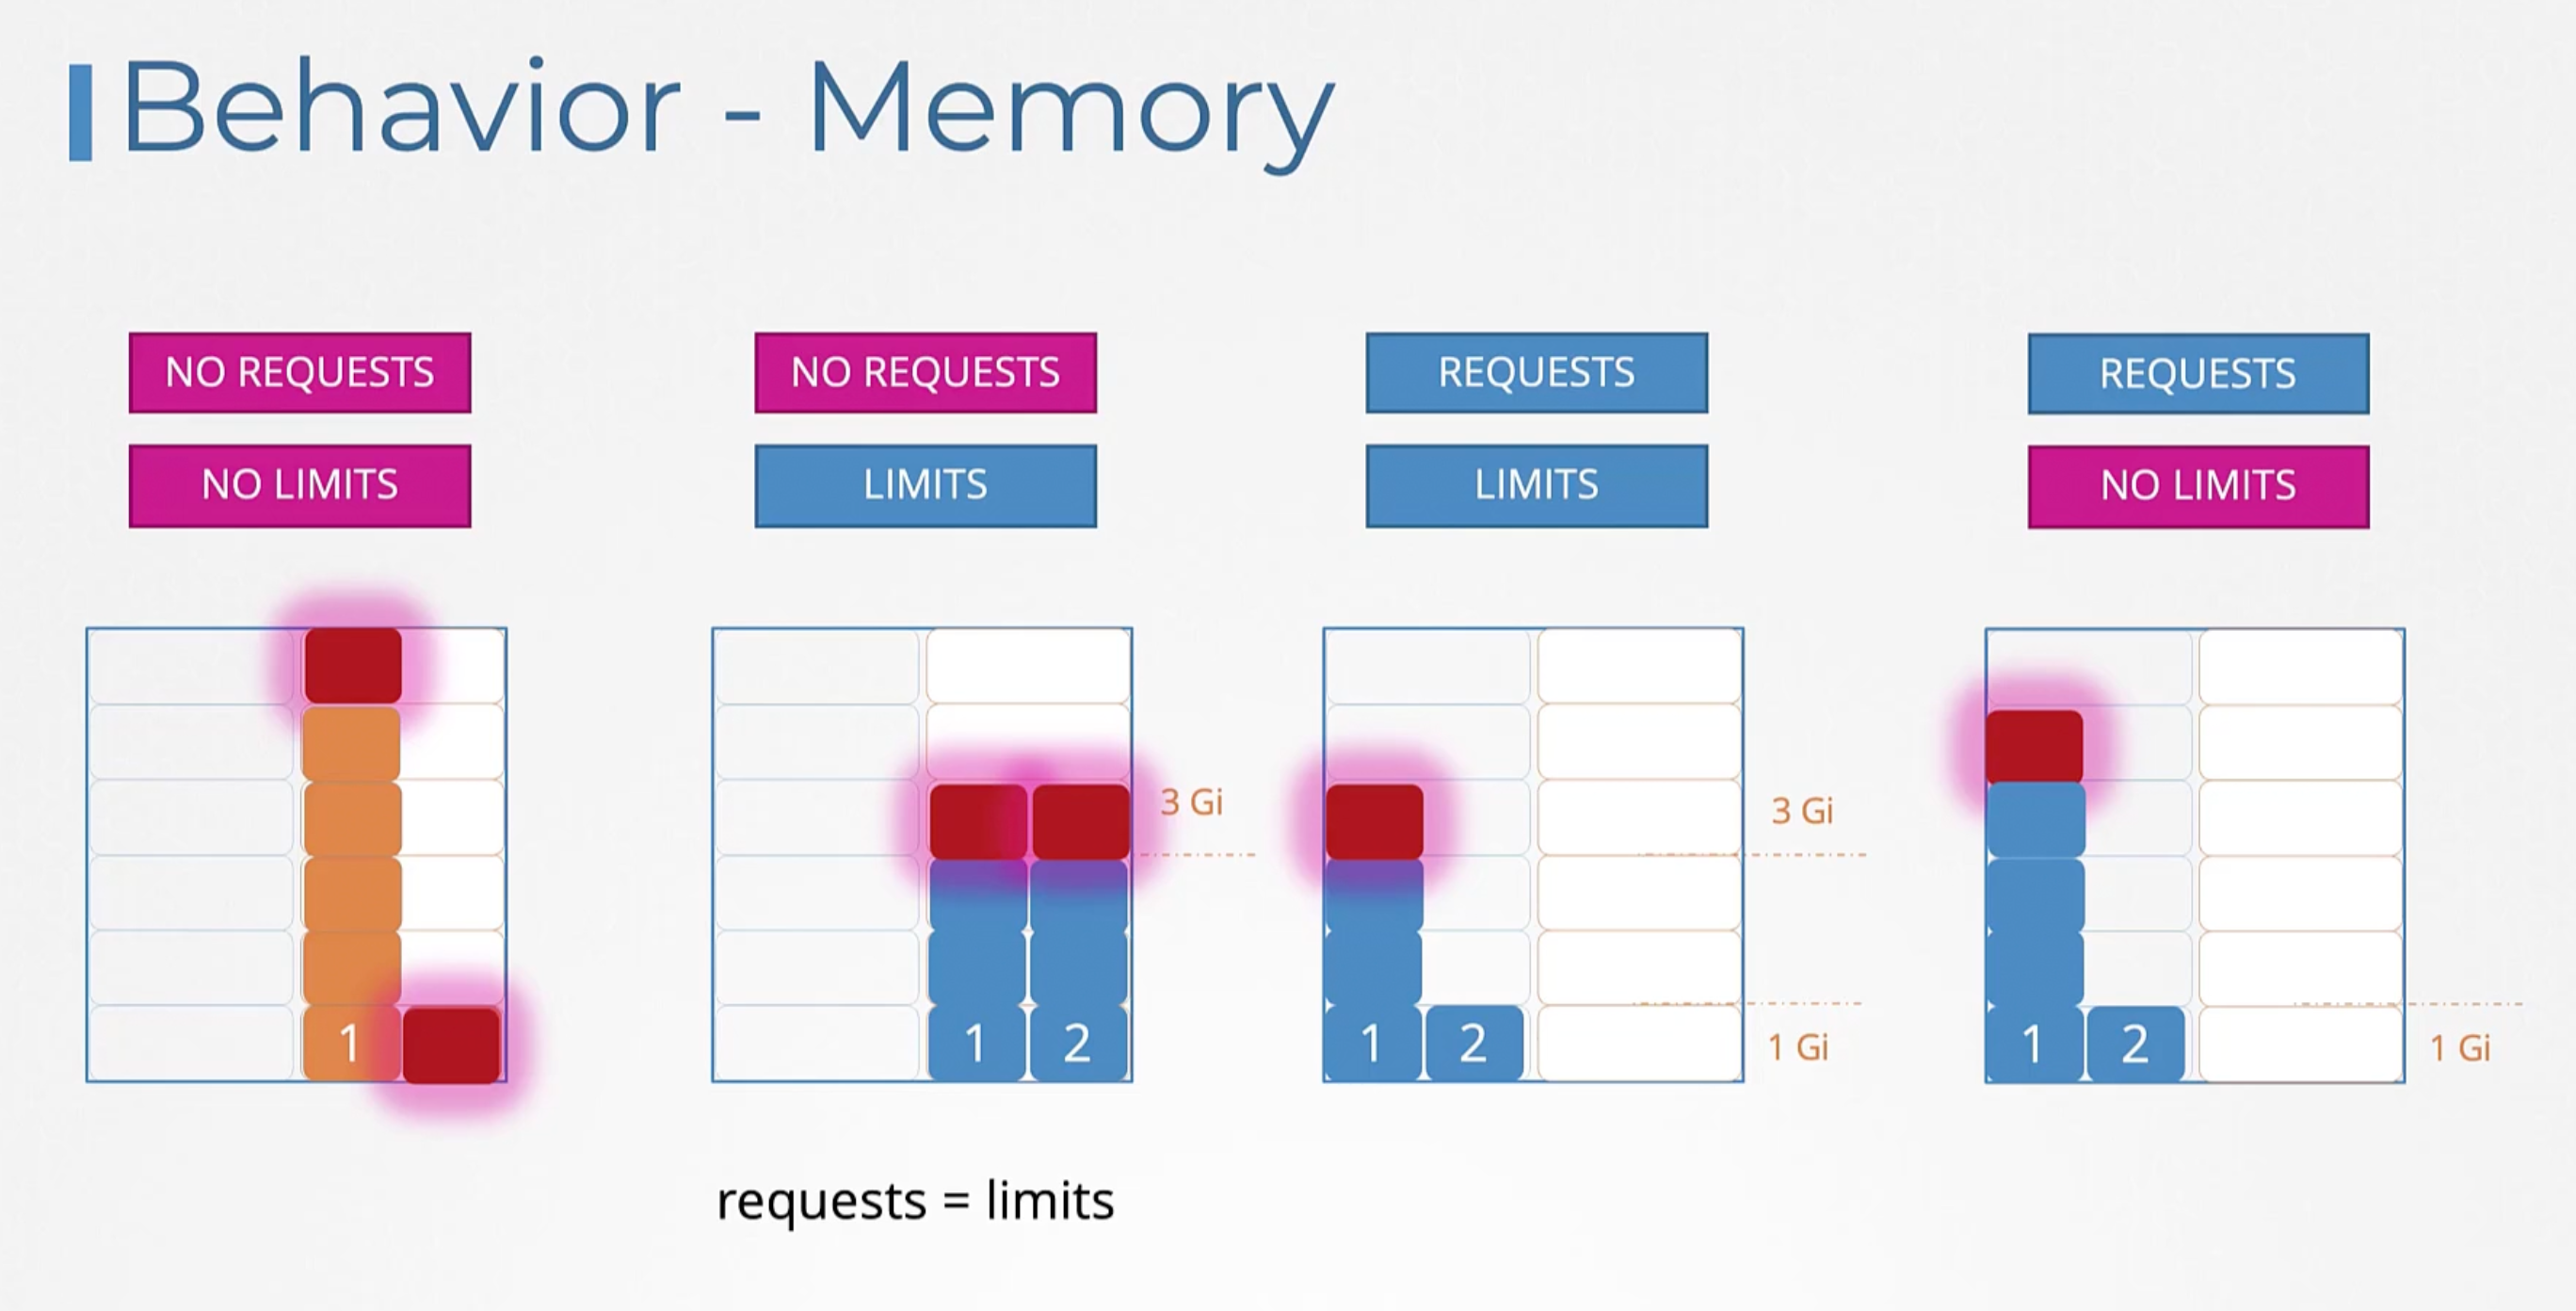 Behavior - Memory
NO REQUESTS
NO LIMITS
1
NO REQUESTS
LIMITS
3 Gi
1 2
requests = limits
REQUESTS
LIMITS
3 Gi
1 2
1 Gi
REQUESTS
NO LIMITS
1 2
1 Gi